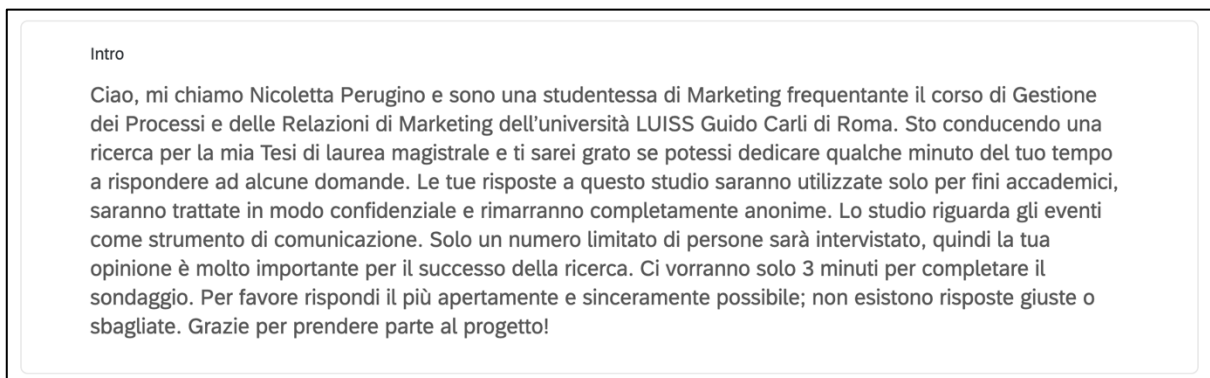 Intro
Ciao, mi chiamo Nicoletta Perugino e sono una studentessa di Marketing frequentante il corso di Gestione
dei Processi e delle Relazioni di Marketing dell'università LUISS Guido Carli di Roma. Sto conducendo una
ricerca per la mia Tesi di laurea magistrale e ti sarei grato se potessi dedicare qualche minuto del tuo tempo
a rispondere ad alcune domande. Le tue risposte a questo studio saranno utilizzate solo per fini accademici,
saranno trattate in modo confidenziale e rimarranno completamente anonime. Lo studio riguarda gli eventi
come strumento di comunicazione. Solo un numero limitato di persone sarà intervistato, quindi la tua
opinione è molto importante per il successo della ricerca. Ci vorranno solo 3 minuti per completare il
sondaggio. Per favore rispondi il più apertamente e sinceramente possibile; non esistono risposte giuste o
sbagliate. Grazie per prendere parte al progetto!